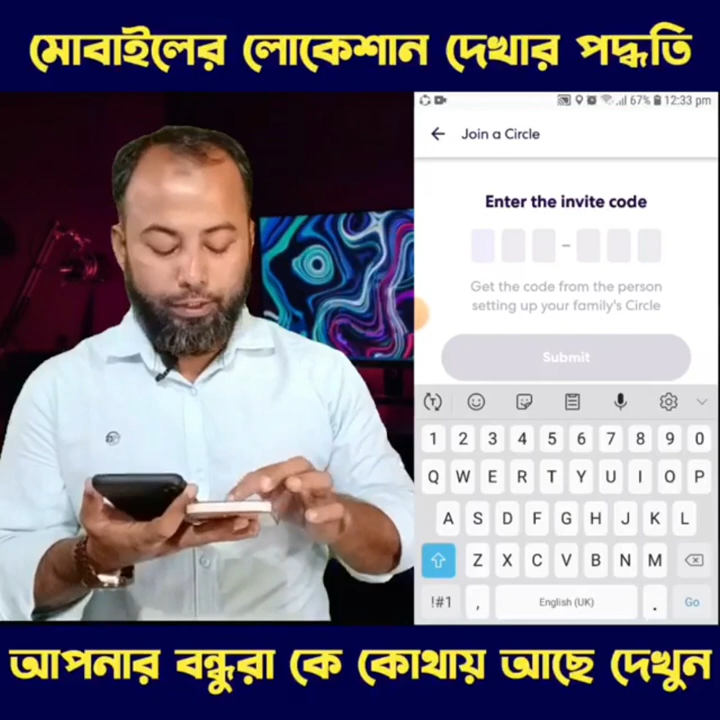 মোবাইলের লোকেশান দেখার পদ্ধতি
67% 12:33 pm
Join a Circle
Enter the invite code
–
Get the code from the person
setting up your family's Circle
Submit
1 2 3 4 5 6 7 8 9 0
Q W E R T Y U I O P
A S D F G H J K L
Z X C V B N M
!#1 , English (UK) . Go
আপনার বন্ধুরা কে কোথায় আছে দেখুন